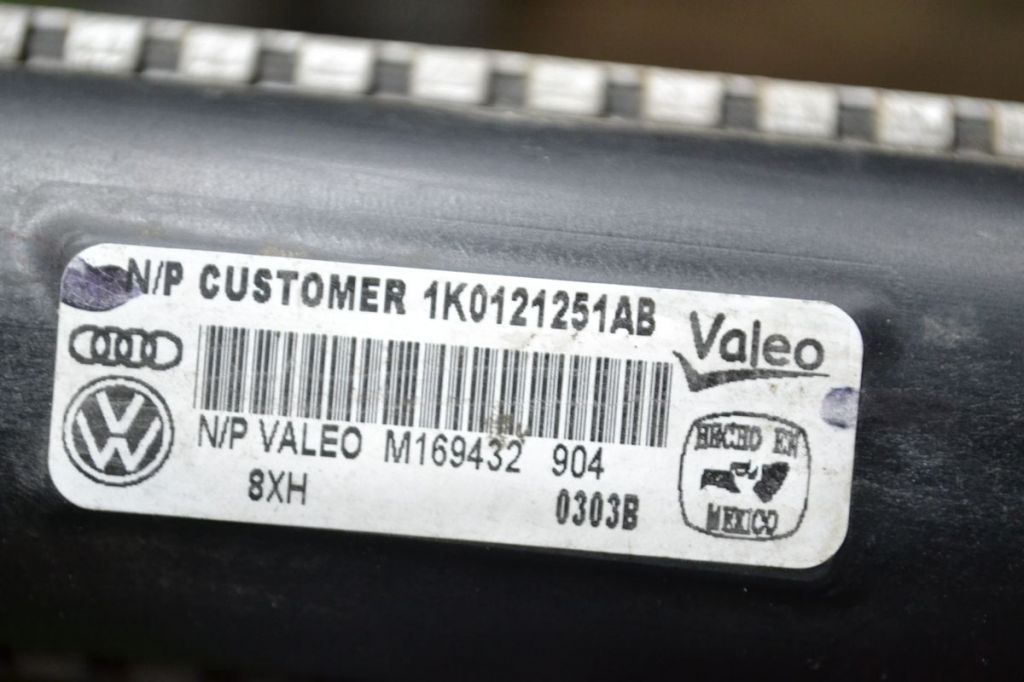 N/P CUSTOMER 1K0121251AB
Valeo
N/P VALEO M169432 904
8XH 0303B
HECHO EN
MEXICO